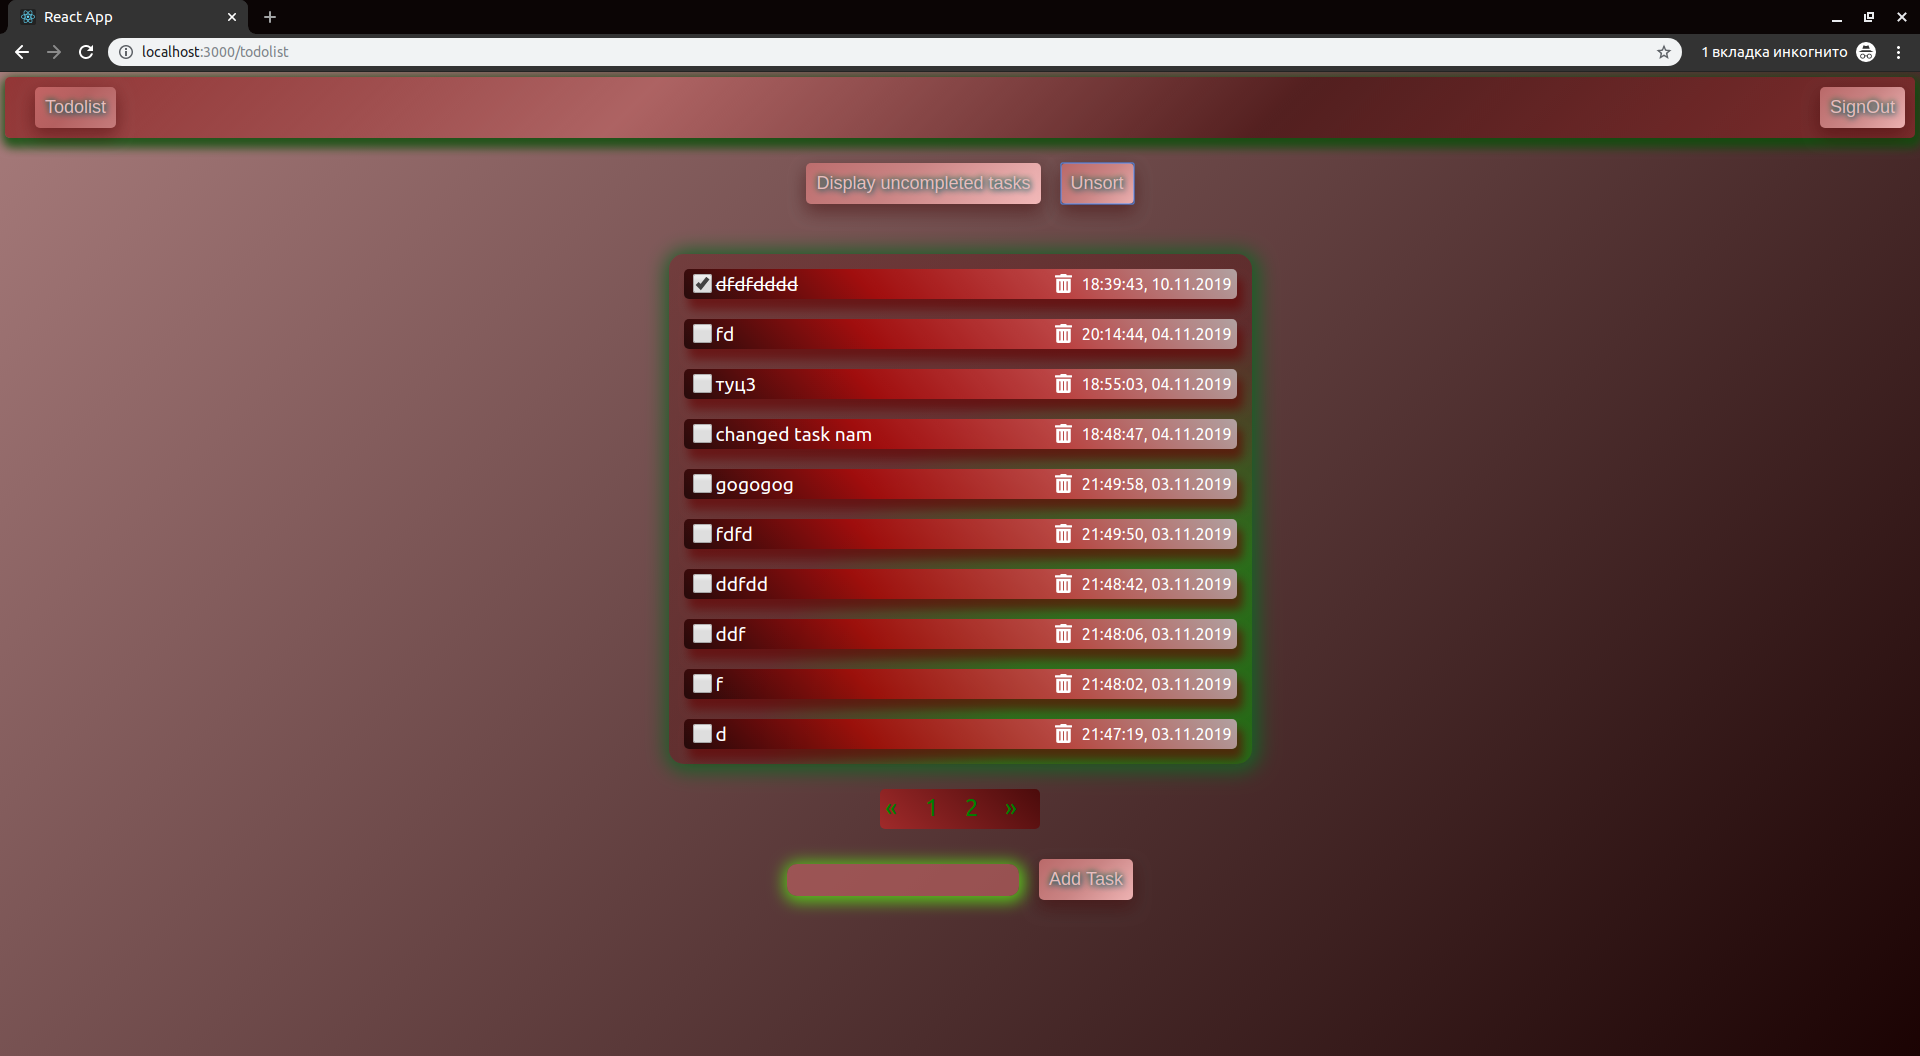 React App
localhost:3000/todolist
1 вкладка инкогнито
Todolist
SignOut
Display uncompleted tasks
Unsort
dfdfdddd 18:39:43, 10.11.2019
fd 20:14:44, 04.11.2019
туц3 18:55:03, 04.11.2019
changed task nam 18:48:47, 04.11.2019
gogogog 21:49:58, 03.11.2019
fdfd 21:49:50, 03.11.2019
ddfdd 21:48:42, 03.11.2019
ddf 21:48:06, 03.11.2019
f 21:48:02, 03.11.2019
d 21:47:19, 03.11.2019
« 1 2 »
Add Task